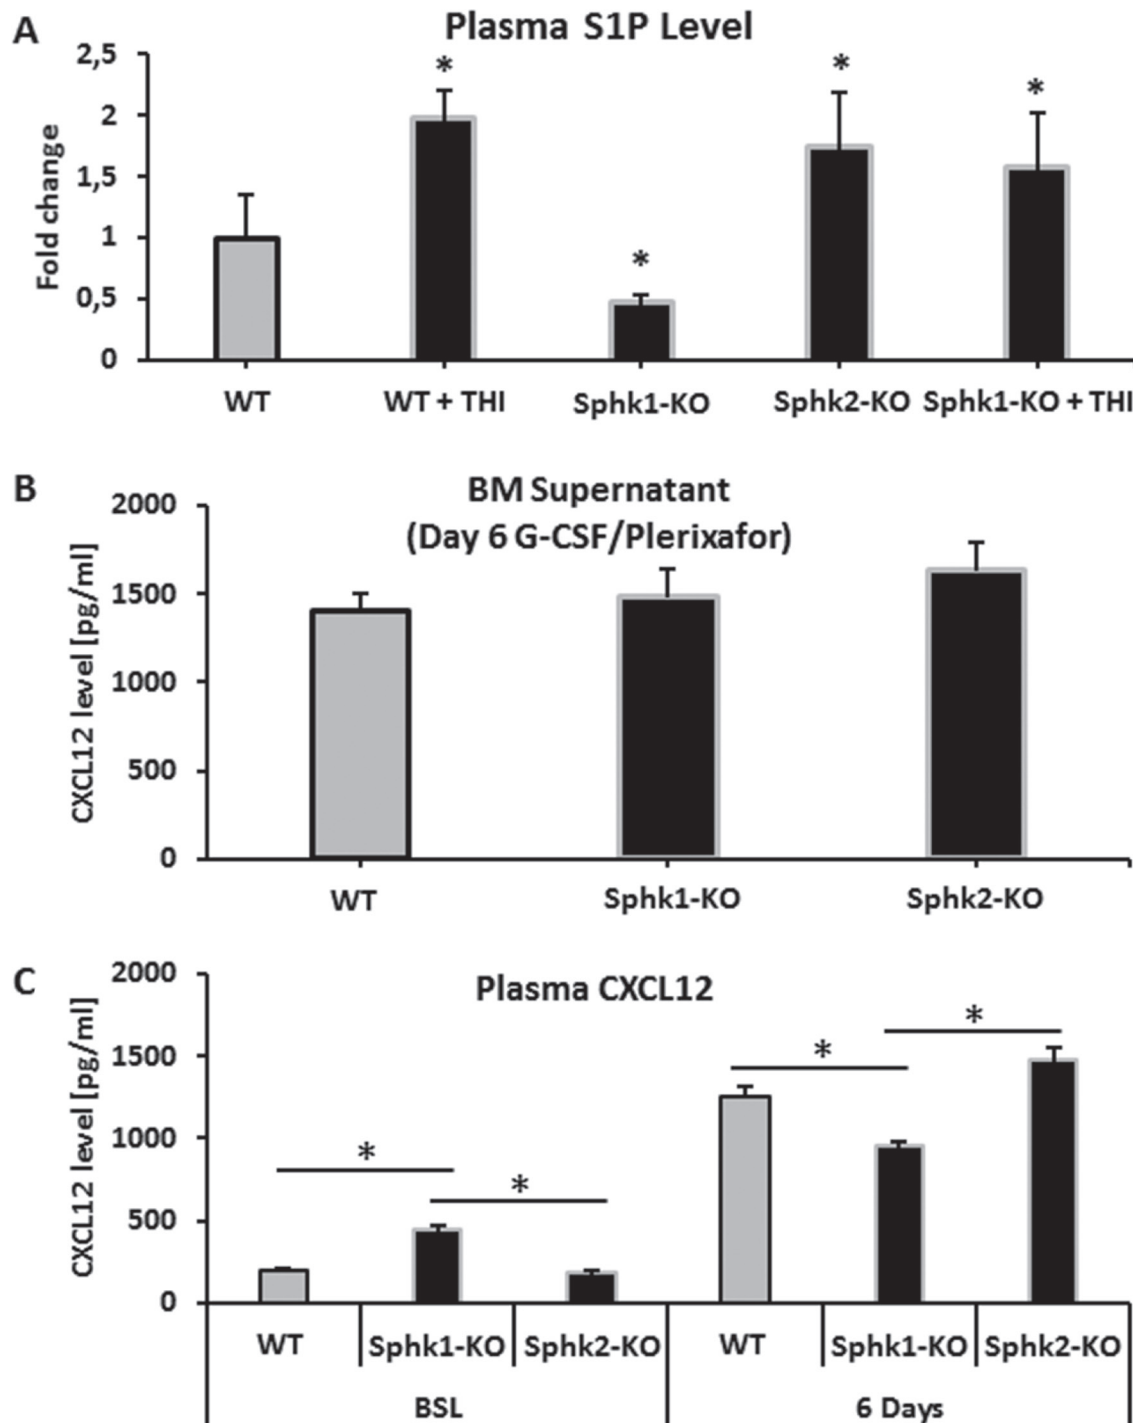 A
Plasma S1P Level
Fold change
2,5
2
1,5
1
0,5
0
*
*
*
*
WT
WT + THI
Sphk1-KO
Sphk2-KO
Sphk1-KO + THI
B
BM Supernatant
(Day 6 G-CSF/Plerixafor)
CXCL12 level [pg/ml]
2000
1500
1000
500
0
WT
Sphk1-KO
Sphk2-KO
C
Plasma CXCL12
CXCL12 level [pg/ml]
2000
1500
1000
500
0
*
*
*
*
WT
Sphk1-KO
Sphk2-KO
WT
Sphk1-KO
Sphk2-KO
BSL
6 Days